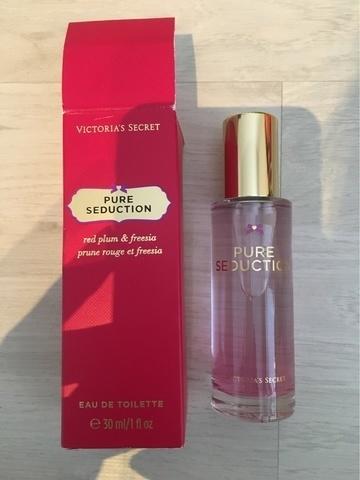 VICTORIA'S SECRET
PURE
SEDUCTION
red plum & freesia
prune rouge et freesia
EAU DE TOILETTE
℮ 30 ml/1 fl oz
PURE
SEDUCTION
VICTORIA'S SECRET